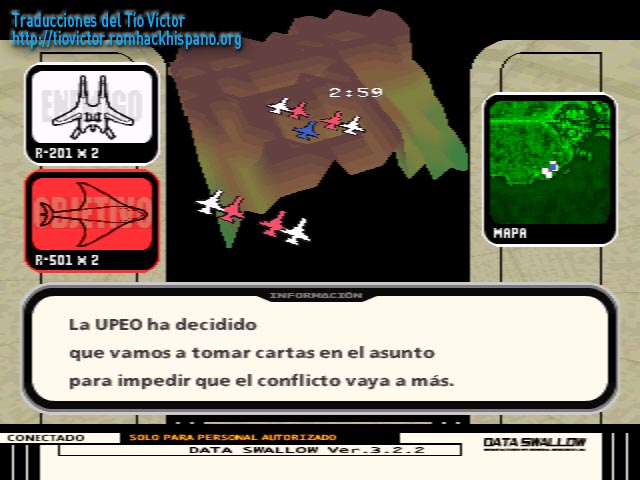 Traducciones del Tio Victor
http://tiovictor.romhackhispano.org
ENEMIGO
R-201 x 2
OBJETIVO
R-501 x 2
2:59
MAPA
INFORMACIÓN
La UPEO ha decidido
que vamos a tomar cartas en el asunto
para impedir que el conflicto vaya a más.
CONECTADO
SOLO PARA PERSONAL AUTORIZADO
DATA SWALLOW Ver.3.2.2
DATA SWALLOW